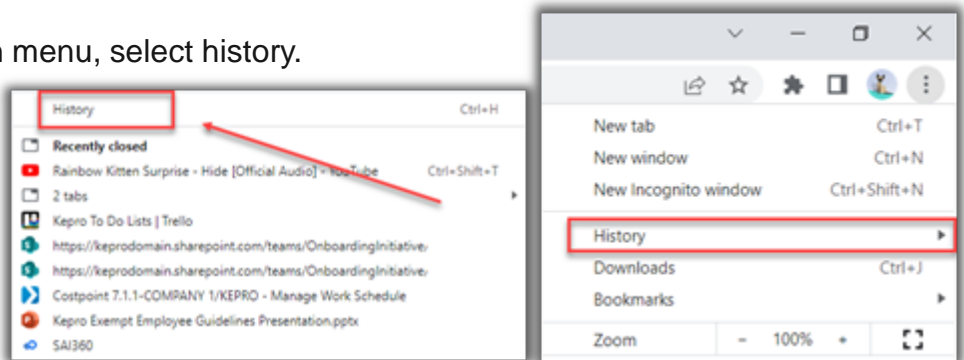 menu, select history.
History Ctrl+H
Recently closed
Rainbow Kitten Surprise - Hide [Official Audio] - YouTube Ctrl+Shift+T
2 tabs
Kepro To Do Lists | Trello
https://keprodomain.sharepoint.com/teams/OnboardingInitiative/
https://keprodomain.sharepoint.com/teams/OnboardingInitiative/
Costpoint 7.1.1-COMPANY 1/KEPRO - Manage Work Schedule
Kepro Exempt Employee Guidelines Presentation.pptx
SAI360
New tab Ctrl+T
New window Ctrl+N
New Incognito window Ctrl+Shift+N
History
Downloads Ctrl+J
Bookmarks
Zoom - 100% +